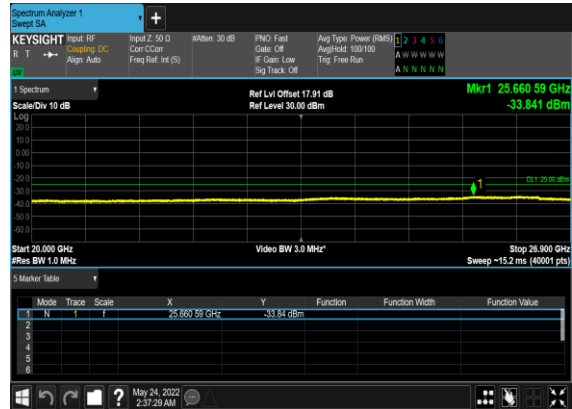 Spectrum Analyzer 1
Swept SA
+
KEYSIGHT Input: RF Input Z: 50 Ω #Atten: 30 dB PNO: Fast Avg Type: Power (RMS) 1 2 3 4 5 6
R T Coupling: DC Corr CCorr Gate: Off Avg|Hold: 100/100 A W W W W W
Align: Auto Freq Ref: Int (S) IF Gain: Low Trig: Free Run A N N N N N
Sig Track: Off
1 Spectrum Ref Lvl Offset 17.91 dB Mkr1 25.660 59 GHz
Scale/Div 10 dB Ref Level 30.00 dBm -33.841 dBm
Log
20.0
10.0
0.00
-10.0
-20.0
DL1 -25.00 dBm
1
-30.0
-40.0
-50.0
-60.0
Start 20.000 GHz Video BW 3.0 MHz* Stop 26.900 GHz
#Res BW 1.0 MHz Sweep ~15.2 ms (40001 pts)
5 Marker Table
Mode Trace Scale X Y Function Function Width Function Value
1 N 1 f 25.660 59 GHz -33.84 dBm
2
3
4
5
6
? May 24, 2022
2:37:29 AM